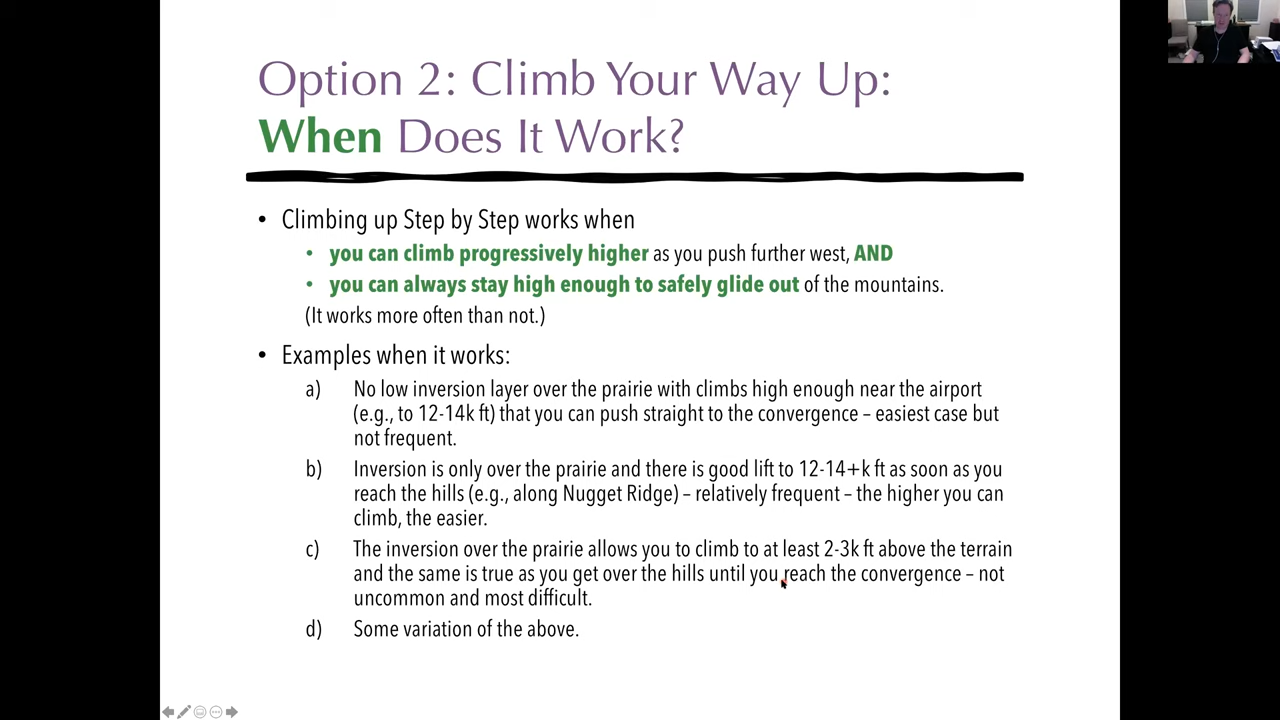 Option 2: Climb Your Way Up:
When Does It Work?
• Climbing up Step by Step works when
• you can climb progressively higher as you push further west, AND
• you can always stay high enough to safely glide out of the mountains.
(It works more often than not.)
• Examples when it works:
a) No low inversion layer over the prairie with climbs high enough near the airport
(e.g., to 12-14k ft) that you can push straight to the convergence – easiest case but
not frequent.
b) Inversion is only over the prairie and there is good lift to 12-14+k ft as soon as you
reach the hills (e.g., along Nugget Ridge) – relatively frequent – the higher you can
climb, the easier.
c) The inversion over the prairie allows you to climb to at least 2-3k ft above the terrain
and the same is true as you get over the hills until you reach the convergence – not
uncommon and most difficult.
d) Some variation of the above.